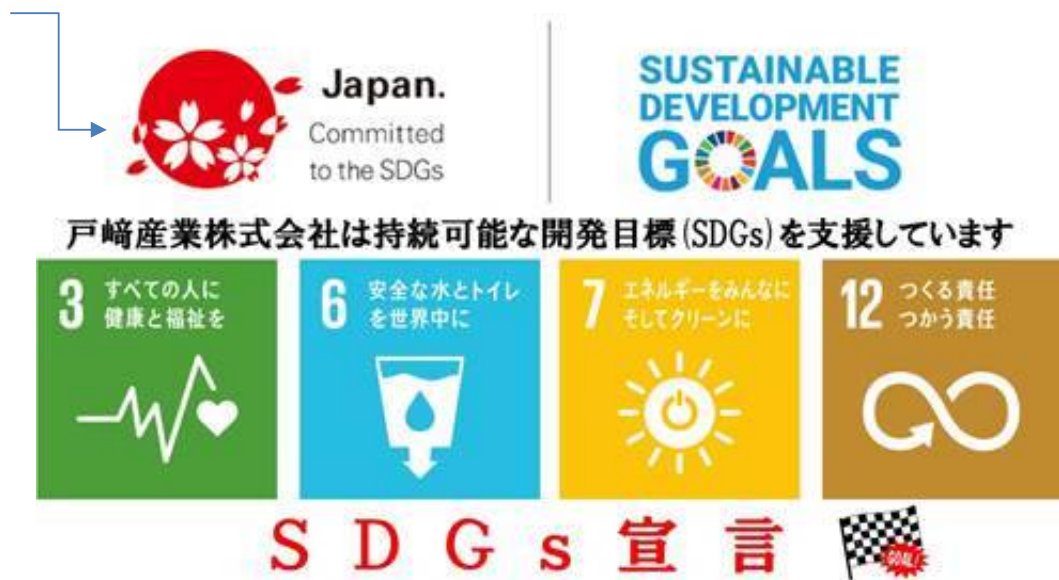 Japan.
Committed
to the SDGs
SUSTAINABLE
DEVELOPMENT
GOALS
戸﨑産業株式会社は持続可能な開発目標(SDGs)を支援しています
3 すべての人に
健康と福祉を
6 安全な水とトイレ
を世界中に
7 エネルギーをみんなに
そしてクリーンに
12 つくる責任
つかう責任
SDGs宣言
GOAL!